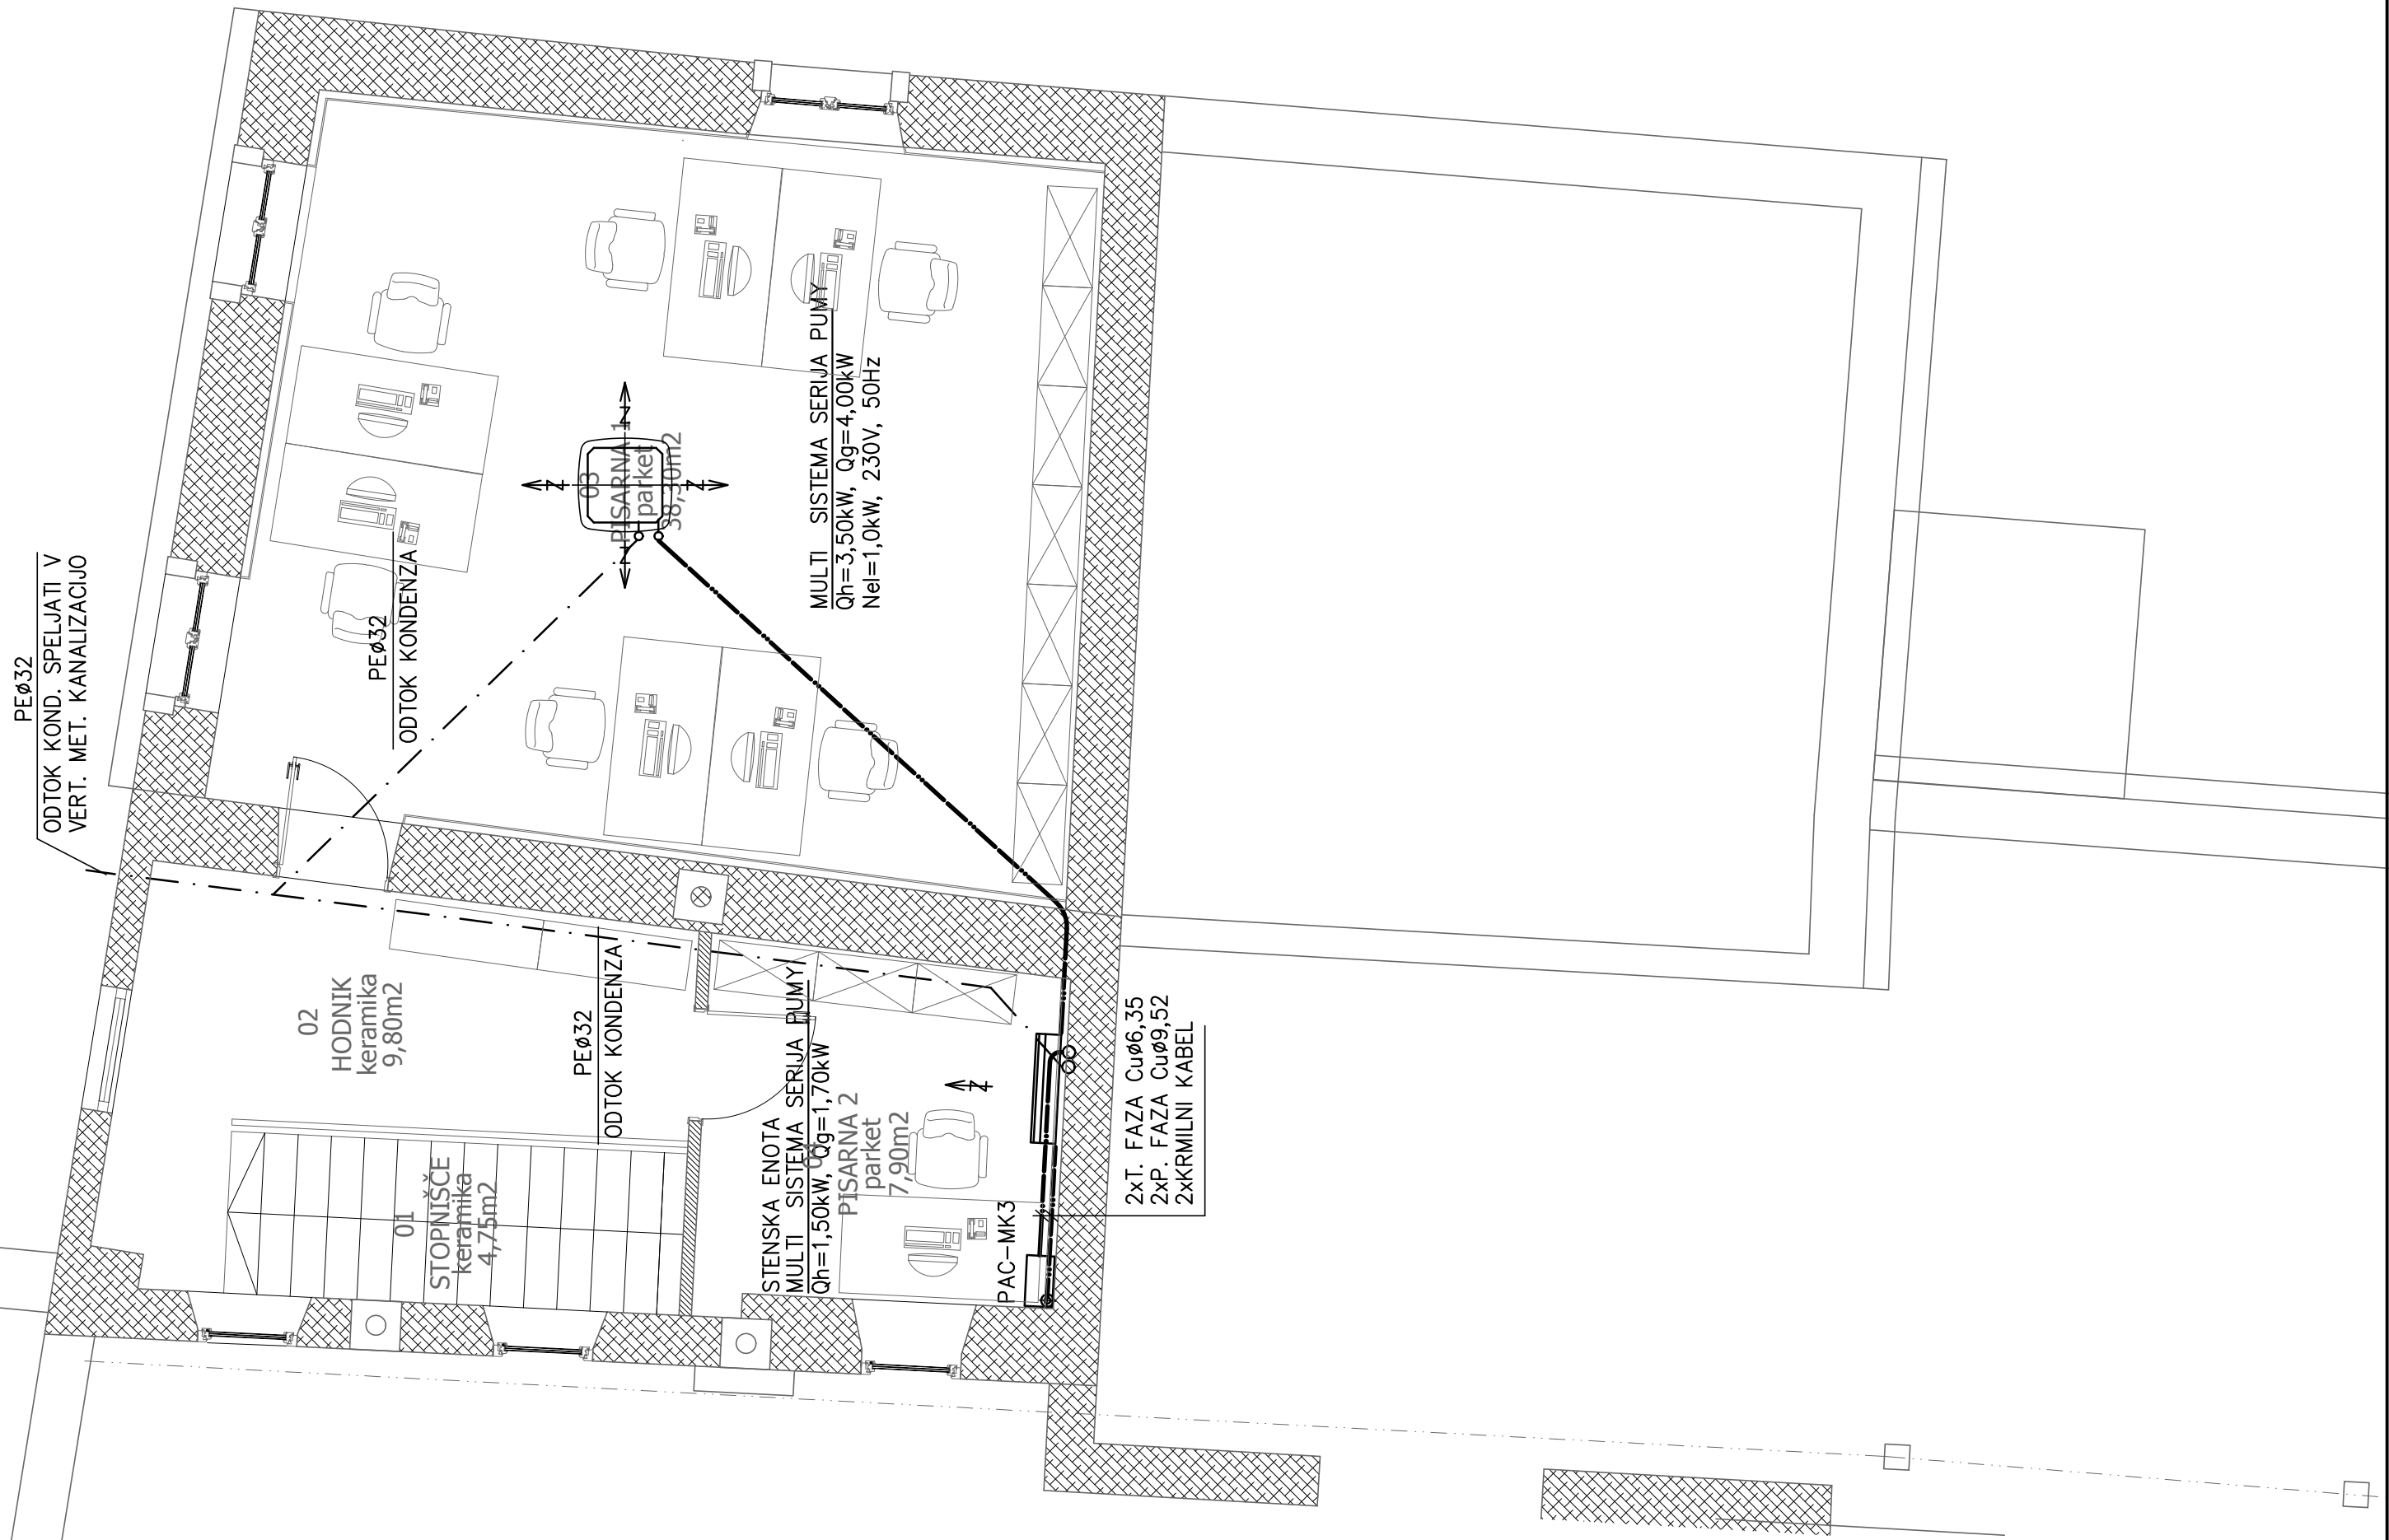 PEø32
ODTOK KOND. SPELJATI V
VERT. MET. KANALIZACIJO
PEø32
ODTOK KONDENZA
03
PISARNA 1
parket
38,30m2
MULTI SISTEMA SERIJA PUMY
Qh=3,50kW, Qg=4,00kW
Nel=1,0kW, 230V, 50Hz
02
HODNIK
keramika
9,80m2
PEø32
ODTOK KONDENZA
01
STOPNIŠČE
keramika
4,75m2
STENSKA ENOTA
MULTI SISTEMA SERIJA PUMY
Qh=1,50kW, Qg=1,70kW
04
PISARNA 2
parket
7,90m2
PAC-MK3
2xT. FAZA Cuø6,35
2xP. FAZA Cuø9,52
2xKRMILNI KABEL